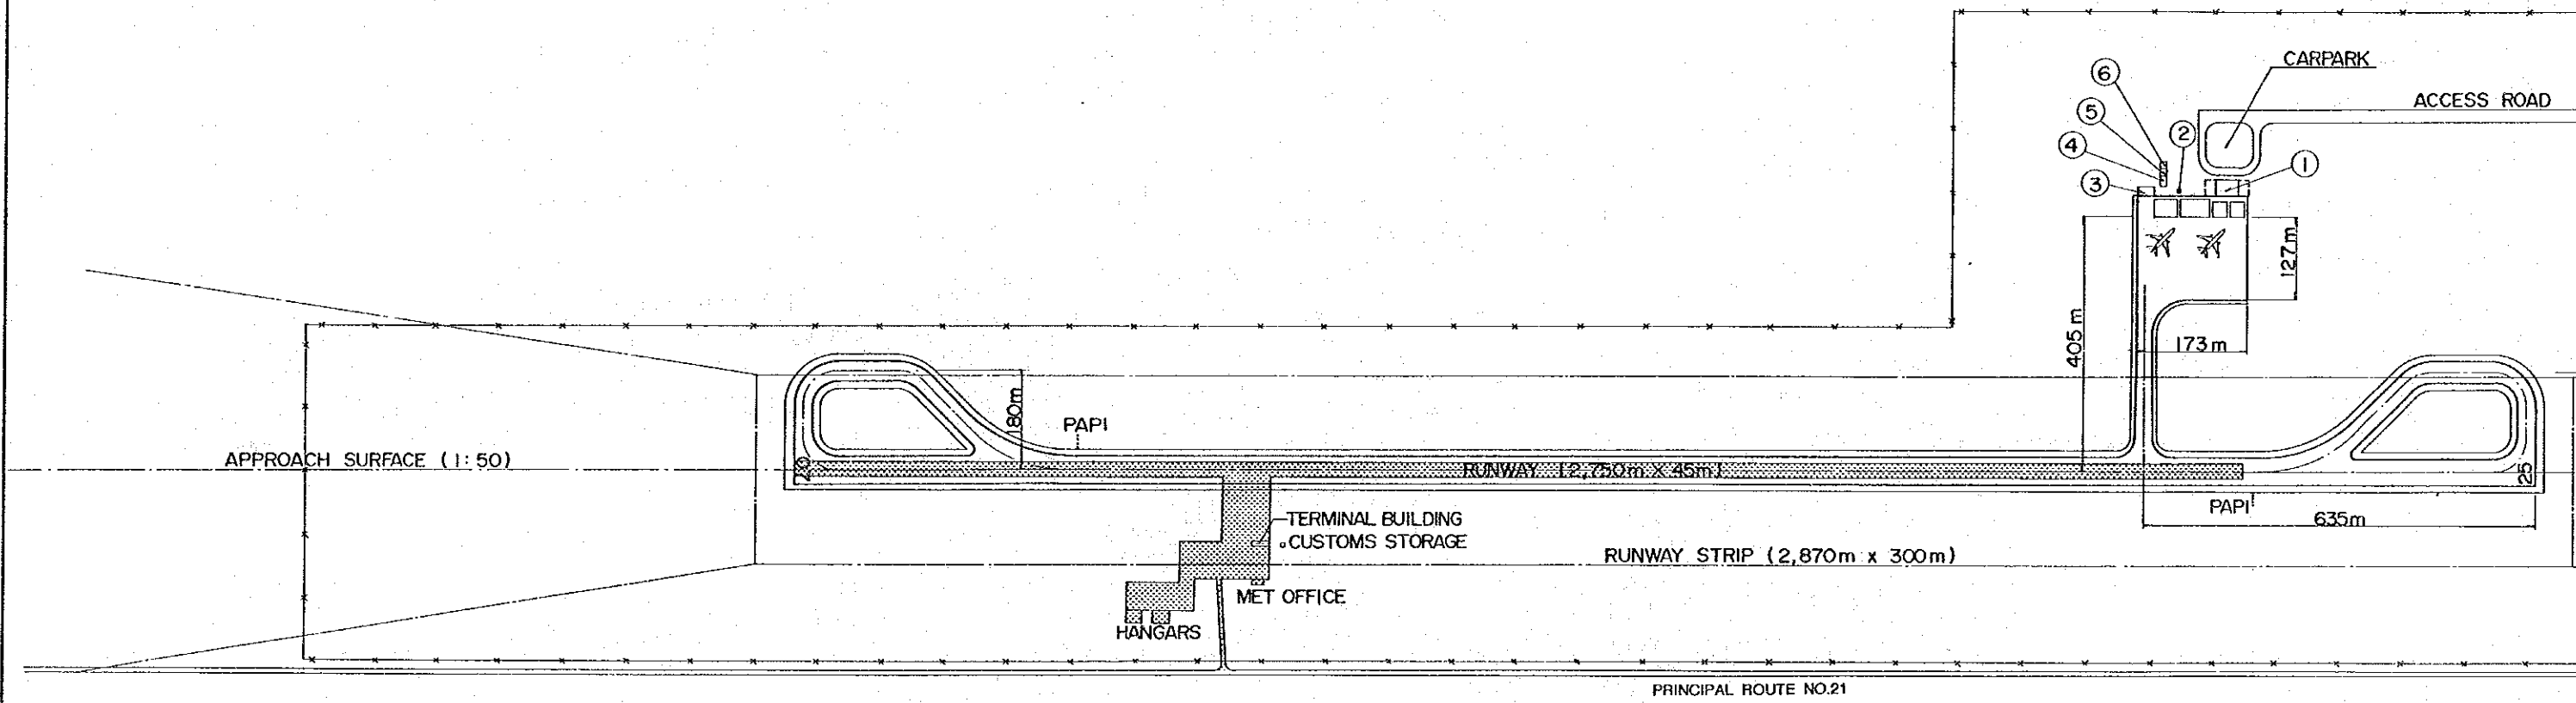 CARPARK
ACCESS ROAD
6
5
4
3
2
1
127m
405m
173m
180m
PAPI
APPROACH SURFACE (1:50)
20
RUNWAY (2,750m X 45m)
25
PAPI
635m
TERMINAL BUILDING
CUSTOMS STORAGE
RUNWAY STRIP (2,870m x 300m)
MET OFFICE
HANGARS
PRINCIPAL ROUTE NO.21